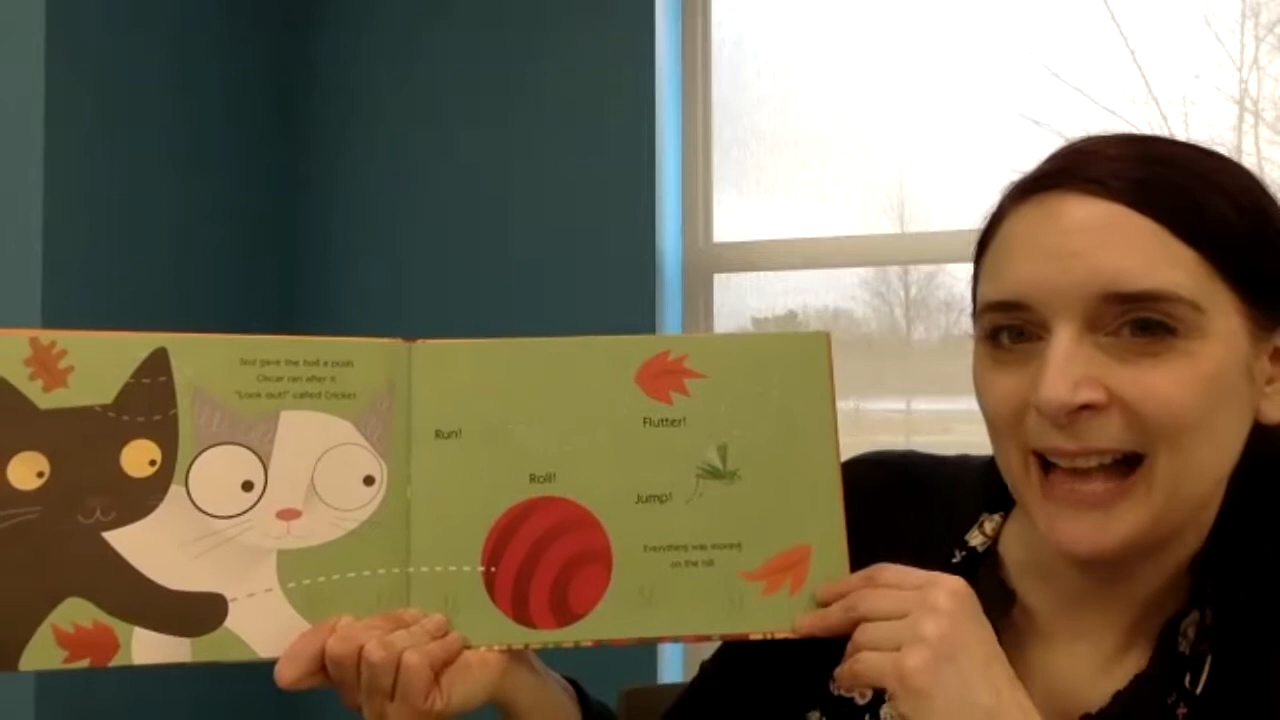 Ted gave the ball a push.
Oscar ran after it.
"Look out!" called Cricket.
Run!
Roll!
Flutter!
Jump!
Everything was moving
on the hill.